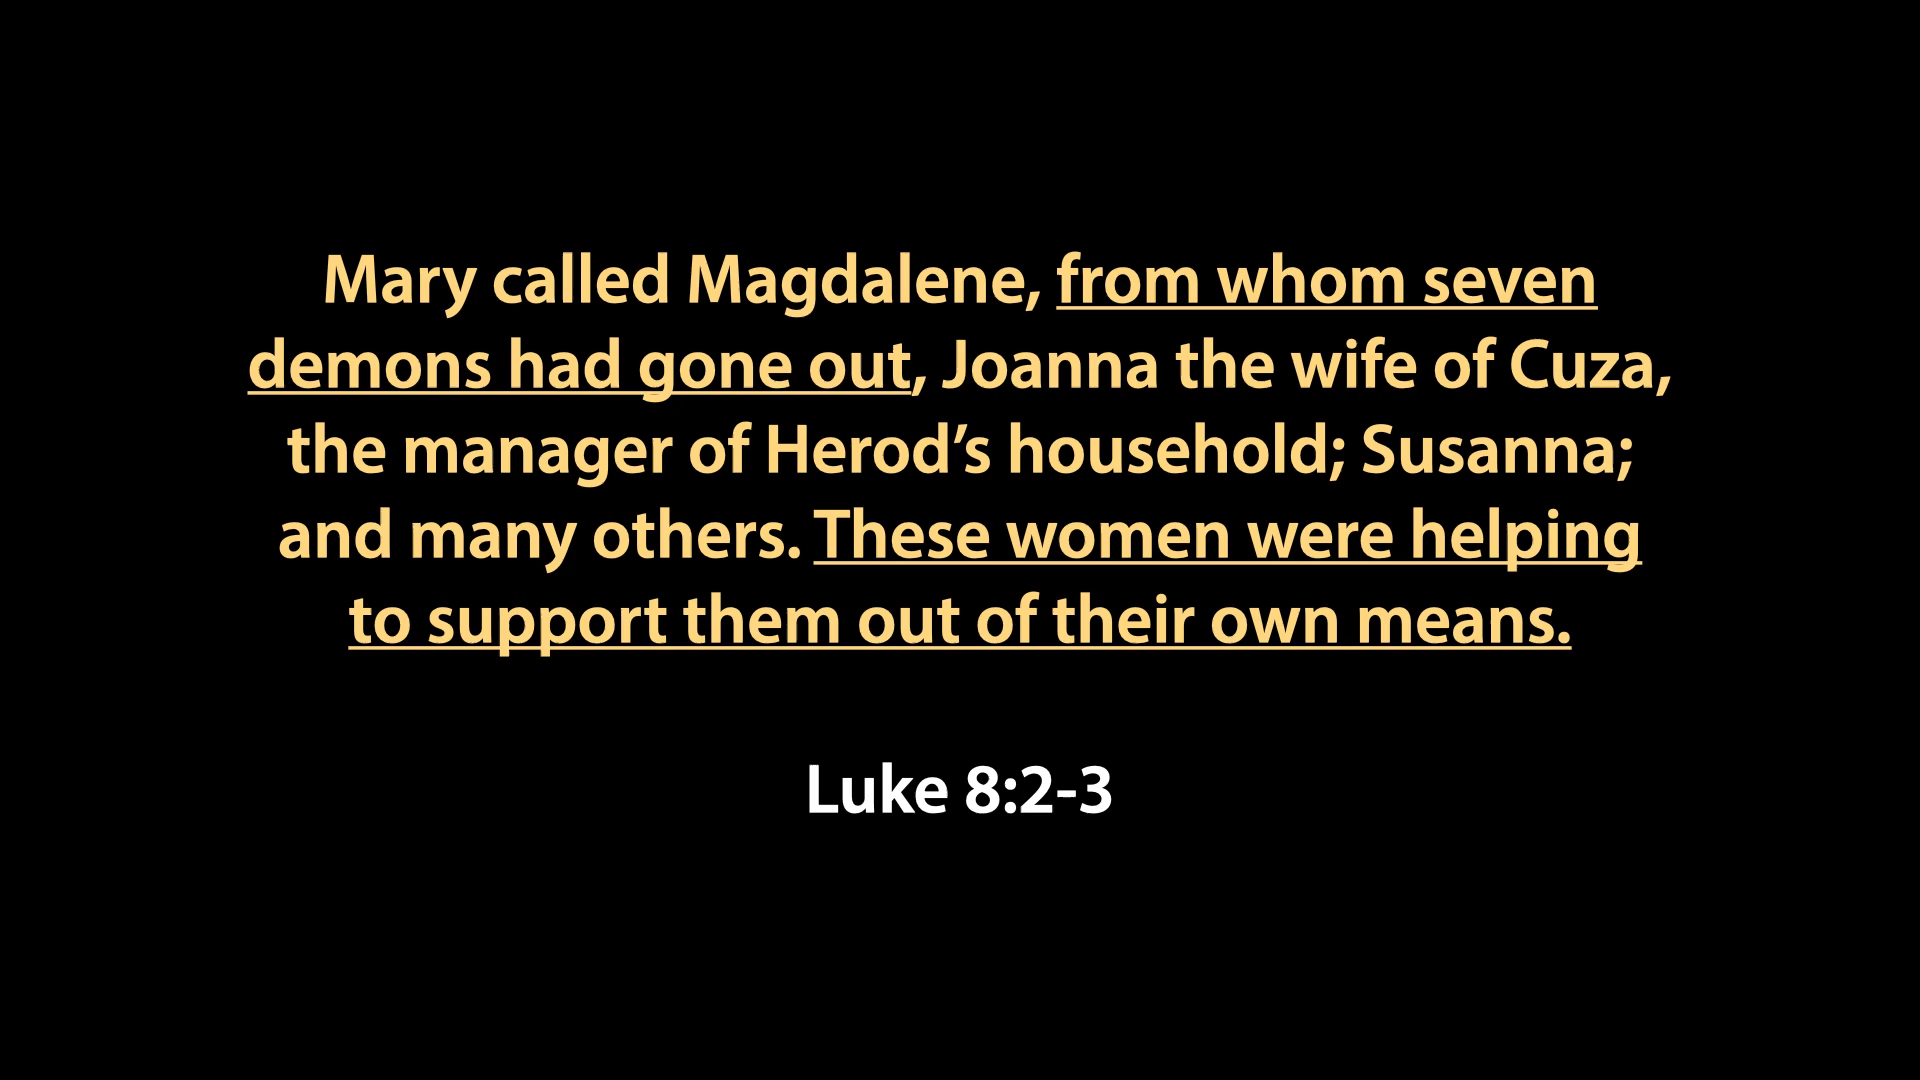 Mary called Magdalene, from whom seven
demons had gone out, Joanna the wife of Cuza,
the manager of Herod’s household; Susanna;
and many others. These women were helping
to support them out of their own means.
Luke 8:2-3